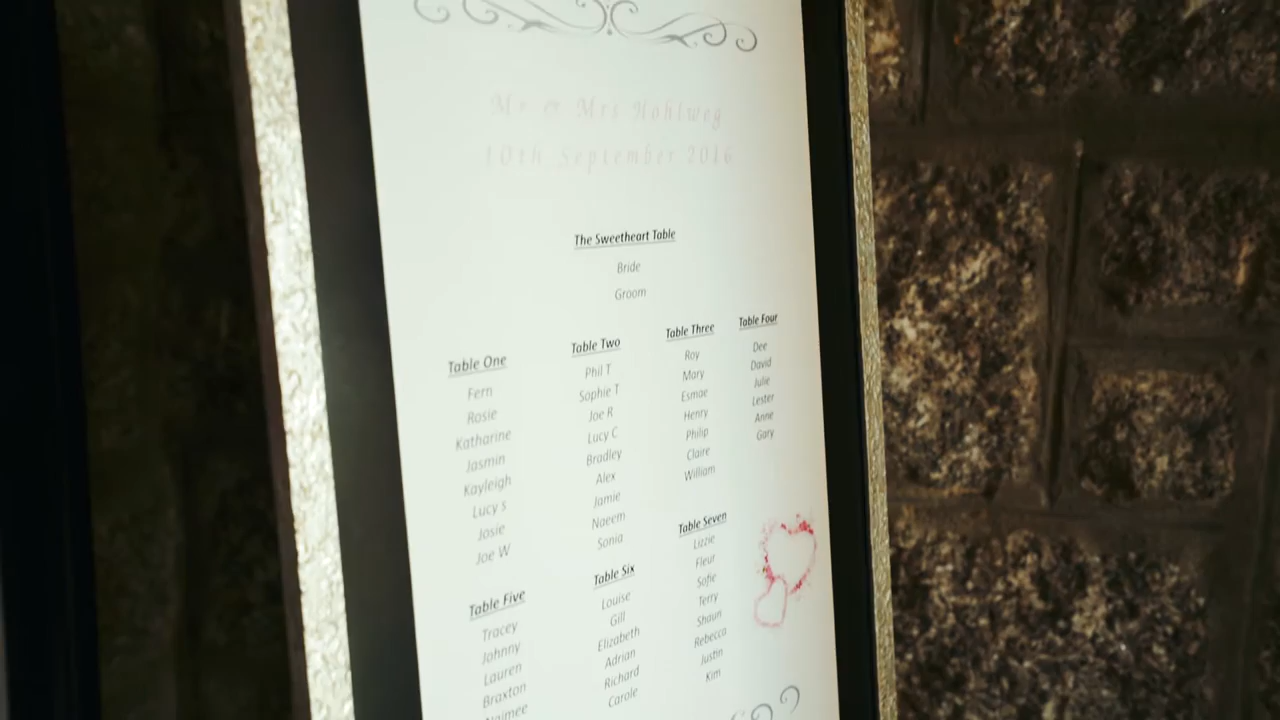 Mr & Mrs Hohlweg
10th September 2016
The Sweetheart Table
Bride
Groom
Table One
Fern
Rosie
Katharine
Jasmin
Kayleigh
Lucy S
Josie
Joe W
Table Two
Phil T
Sophie T
Joe R
Lucy C
Bradley
Alex
Jamie
Naeem
Sonia
Table Three
Roy
Mary
Esmae
Henry
Philip
Claire
William
Table Four
Dee
David
Julie
Lester
Anne
Gary
Table Five
Tracey
Johnny
Lauren
Braxton
Table Six
Louise
Gill
Elizabeth
Adrian
Richard
Carole
Table Seven
Lizzie
Fleur
Sofie
Terry
Shaun
Rebecca
Justin
Kim